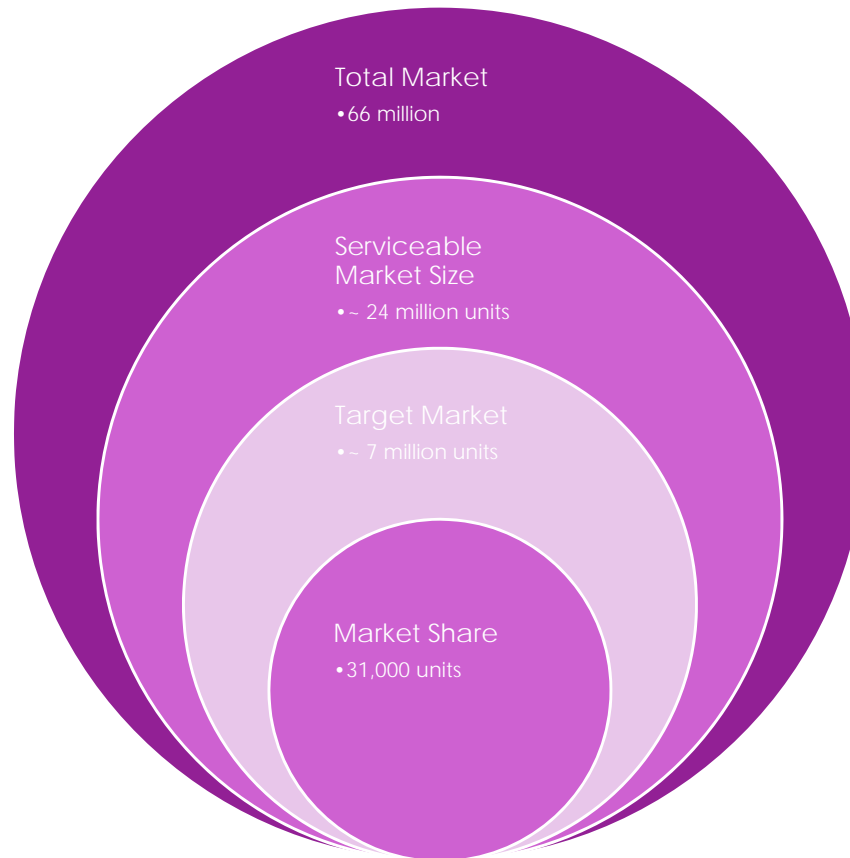 Total Market
•66 million
Serviceable
Market Size
•~ 24 million units
Target Market
•~ 7 million units
Market Share
•31,000 units